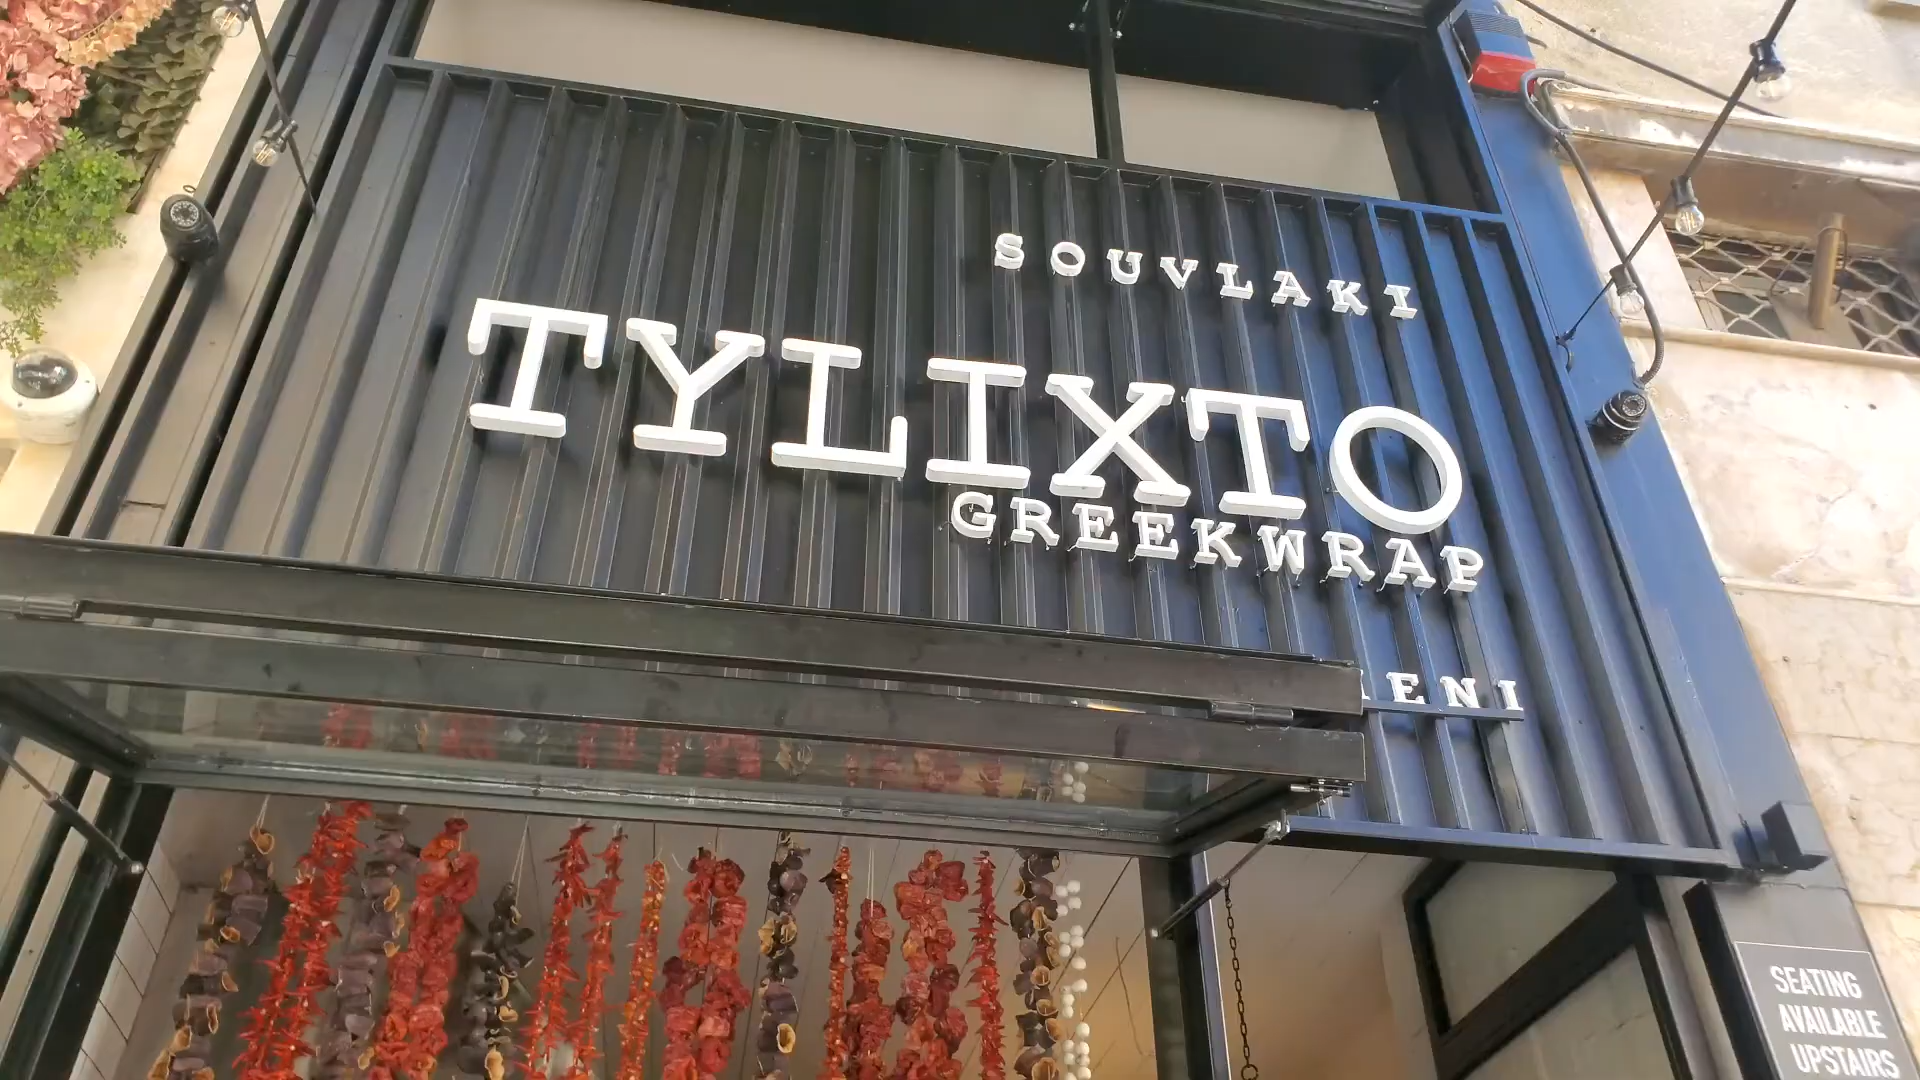 SOUVLAKI
TYLIXTO
GREEKWRAP
SEATING
AVAILABLE
UPSTAIRS